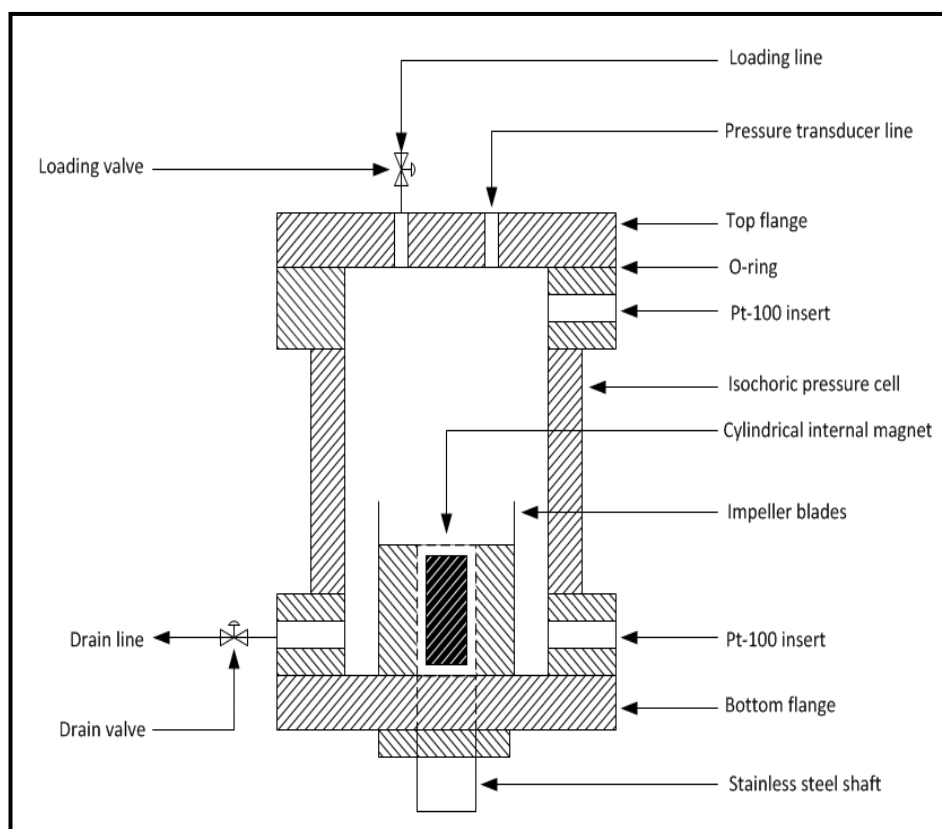 Loading line
Pressure transducer line
Loading valve
Top flange
O-ring
Pt-100 insert
Isochoric pressure cell
Cylindrical internal magnet
Impeller blades
Drain line
Pt-100 insert
Bottom flange
Drain valve
Stainless steel shaft